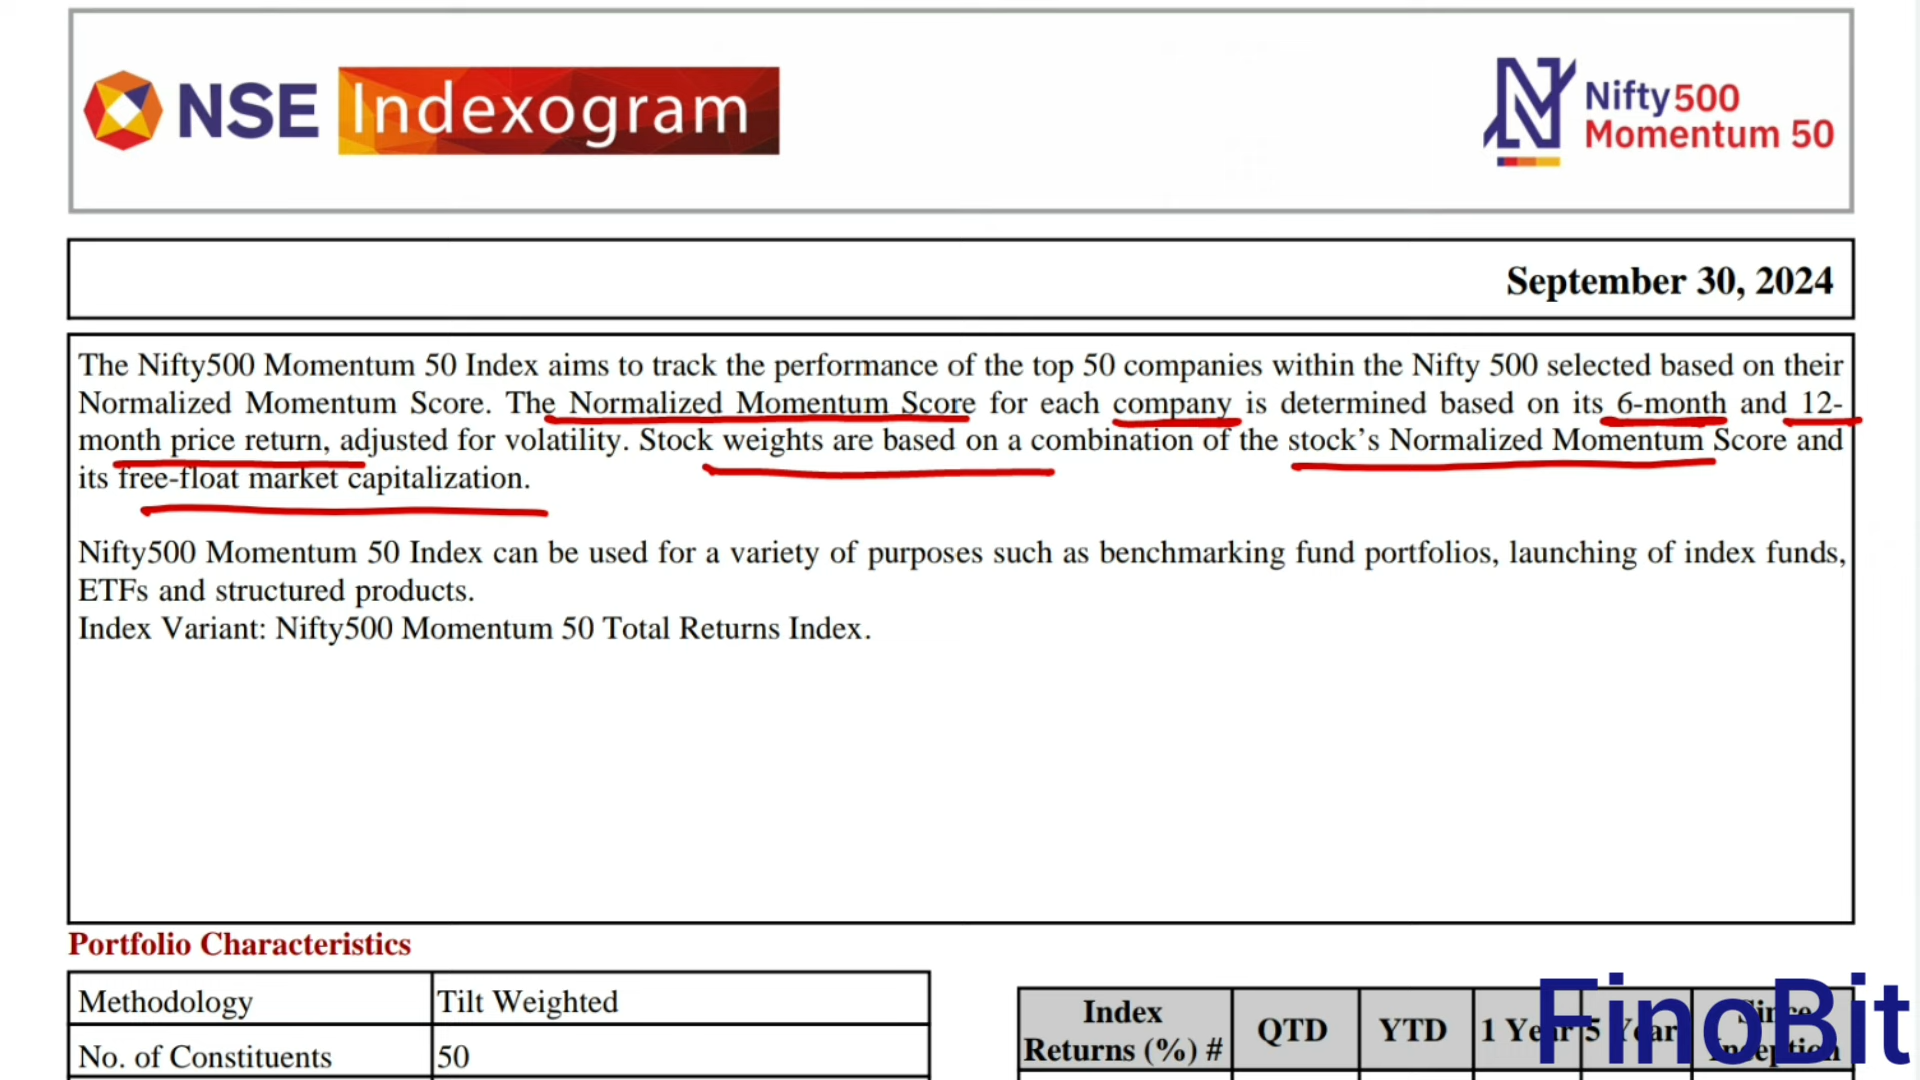 NSE Indexogram
Nifty500
Momentum 50
September 30, 2024
The Nifty500 Momentum 50 Index aims to track the performance of the top 50 companies within the Nifty 500 selected based on their
Normalized Momentum Score. The Normalized Momentum Score for each company is determined based on its 6-month and 12-
month price return, adjusted for volatility. Stock weights are based on a combination of the stock’s Normalized Momentum Score and
its free-float market capitalization.
Nifty500 Momentum 50 Index can be used for a variety of purposes such as benchmarking fund portfolios, launching of index funds,
ETFs and structured products.
Index Variant: Nifty500 Momentum 50 Total Returns Index.
Portfolio Characteristics
Methodology Tilt Weighted
No. of Constituents 50
Index Returns (%) # QTD YTD 1 Year 5 Year Since Inception
FinoBit